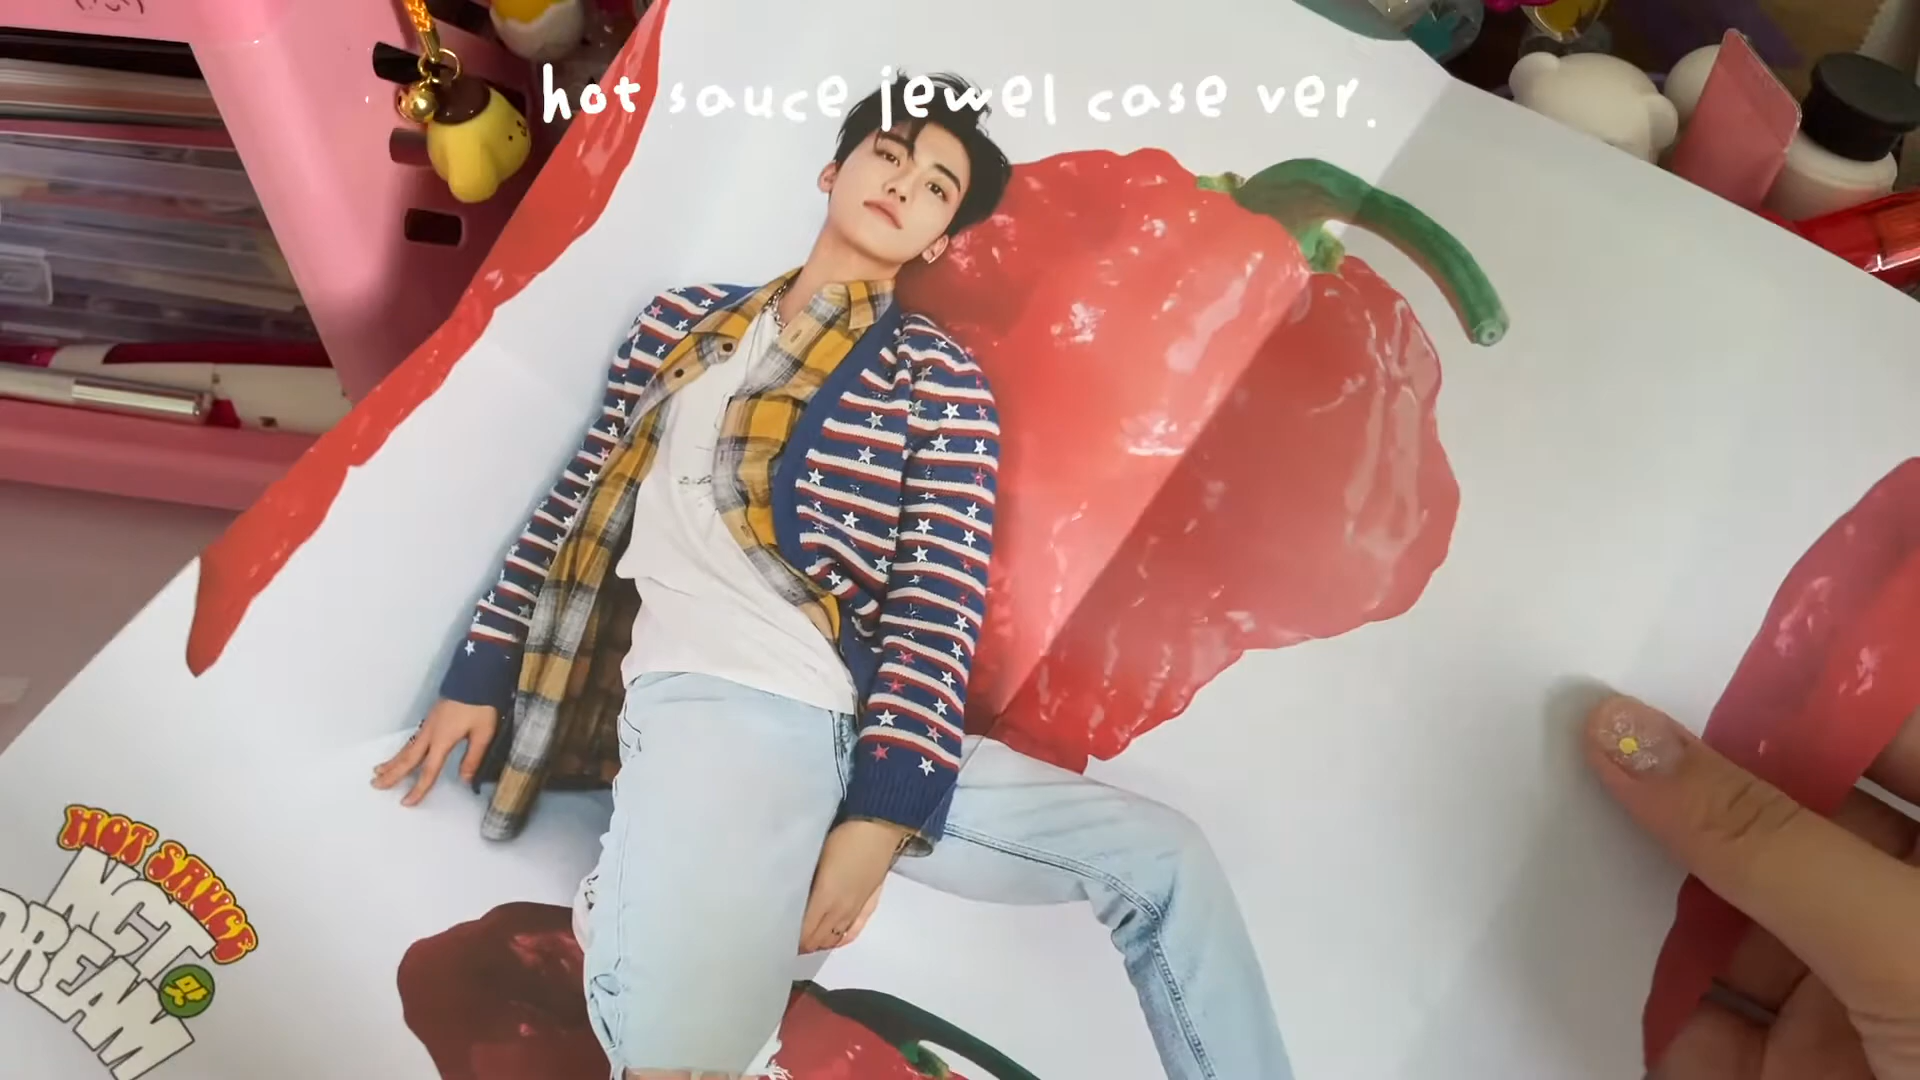 hot sauce jewel case ver.
HOT SAUCE
NCT
DREAM
맛